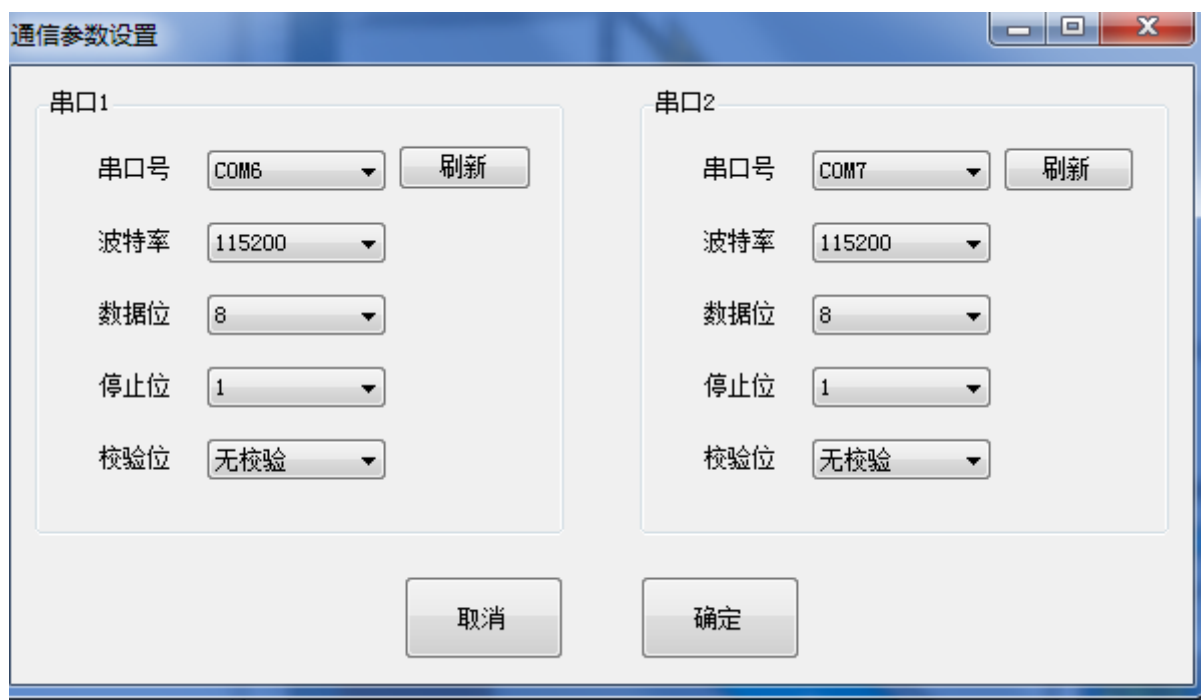 通信参数设置
串口1
串口号 COM6 刷新
波特率 115200
数据位 8
停止位 1
校验位 无校验
串口2
串口号 COM7 刷新
波特率 115200
数据位 8
停止位 1
校验位 无校验
取消 确定